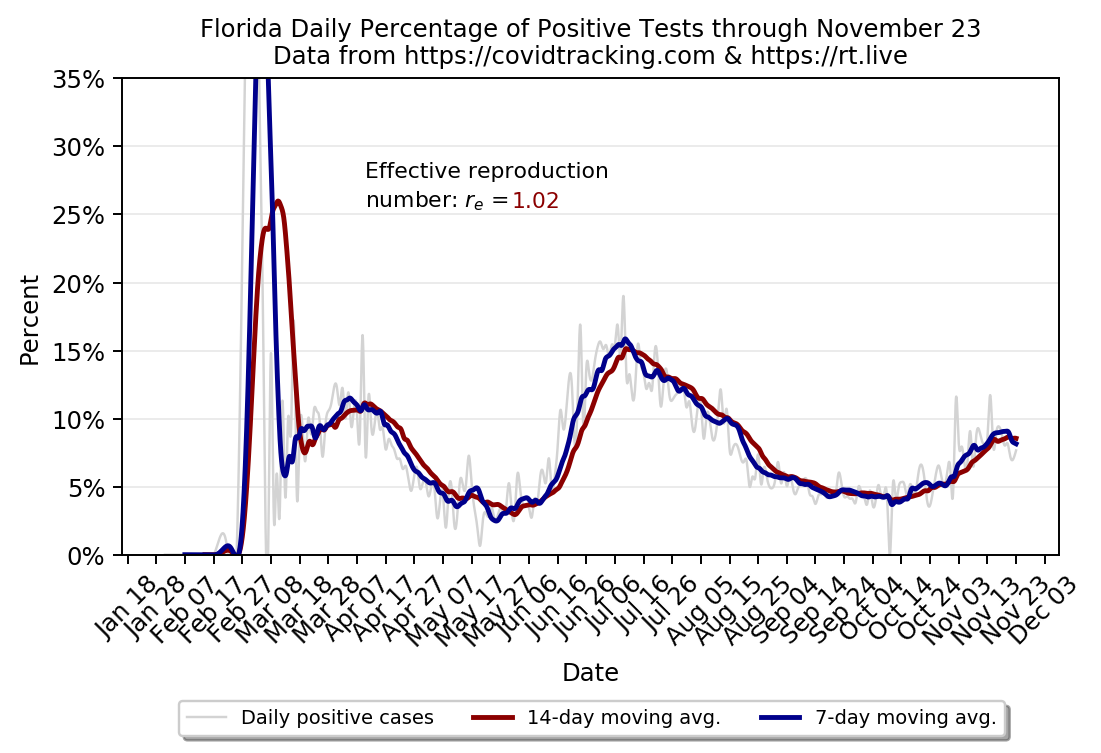 Florida Daily Percentage of Positive Tests through November 23
Data from https://covidtracking.com & https://rt.live
35%
30%
25%
20%
15%
10%
5%
0%
Percent
Effective reproduction
number: rₑ = 1.02
Jan 18
Jan 28
Feb 07
Feb 17
Feb 27
Mar 08
Mar 18
Mar 28
Apr 07
Apr 17
Apr 27
May 07
May 17
May 27
Jun 06
Jun 16
Jun 26
Jul 06
Jul 16
Jul 26
Aug 05
Aug 15
Aug 25
Sep 04
Sep 14
Sep 24
Oct 04
Oct 14
Oct 24
Nov 03
Nov 13
Nov 23
Dec 03
Date
Daily positive cases
14-day moving avg.
7-day moving avg.